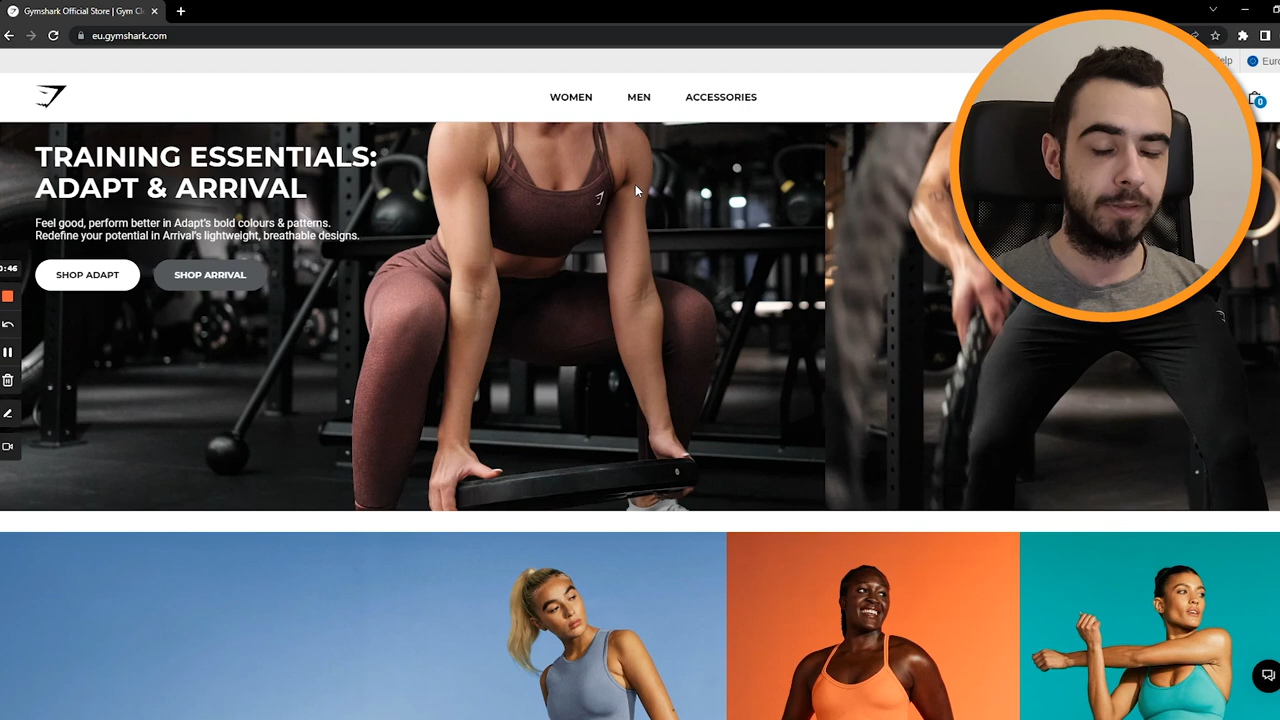 Gymshark Official Store | Gym Cl
eu.gymshark.com
elp
Euro
WOMEN
MEN
ACCESSORIES
0
TRAINING ESSENTIALS:
ADAPT & ARRIVAL
Feel good, perform better in Adapt's bold colours & patterns.
Redefine your potential in Arrival's lightweight, breathable designs.
SHOP ADAPT
SHOP ARRIVAL
0:46